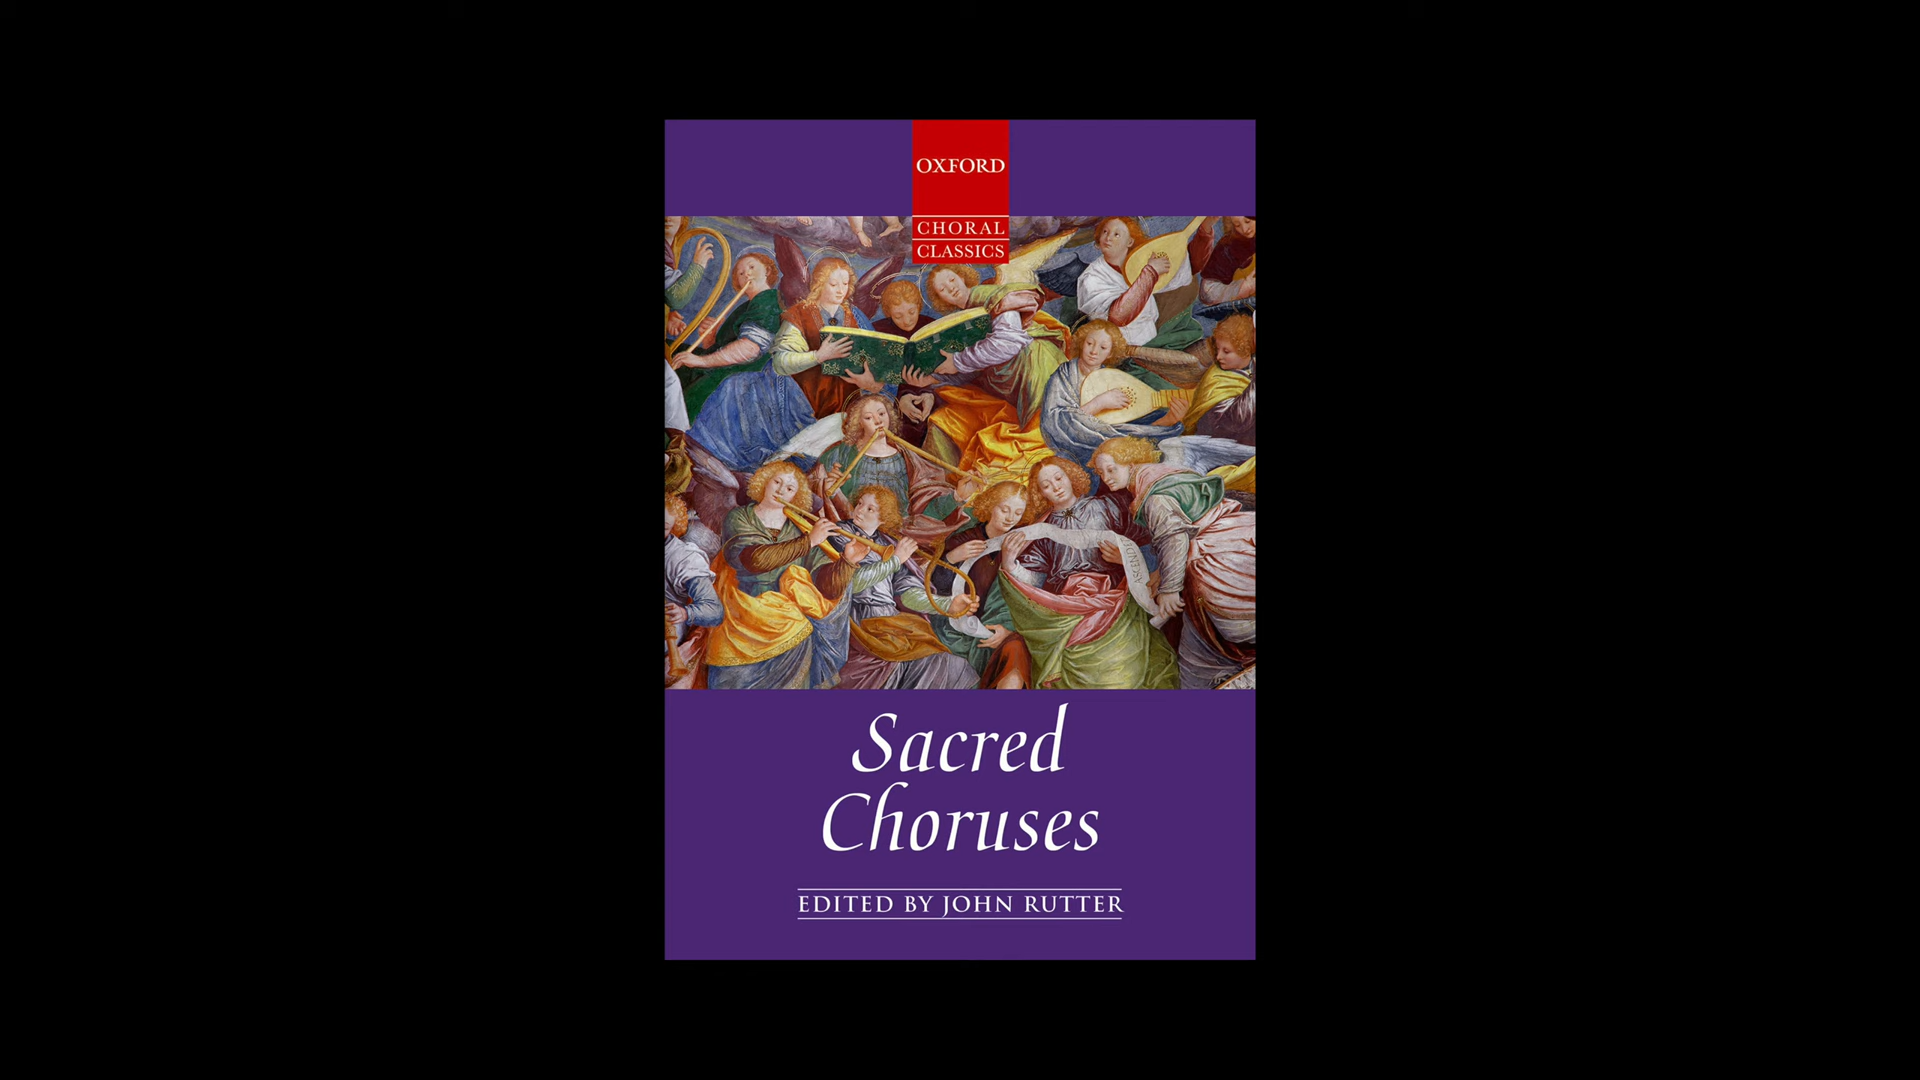 OXFORD
CHORAL
CLASSICS
Sacred
Choruses
EDITED BY JOHN RUTTER